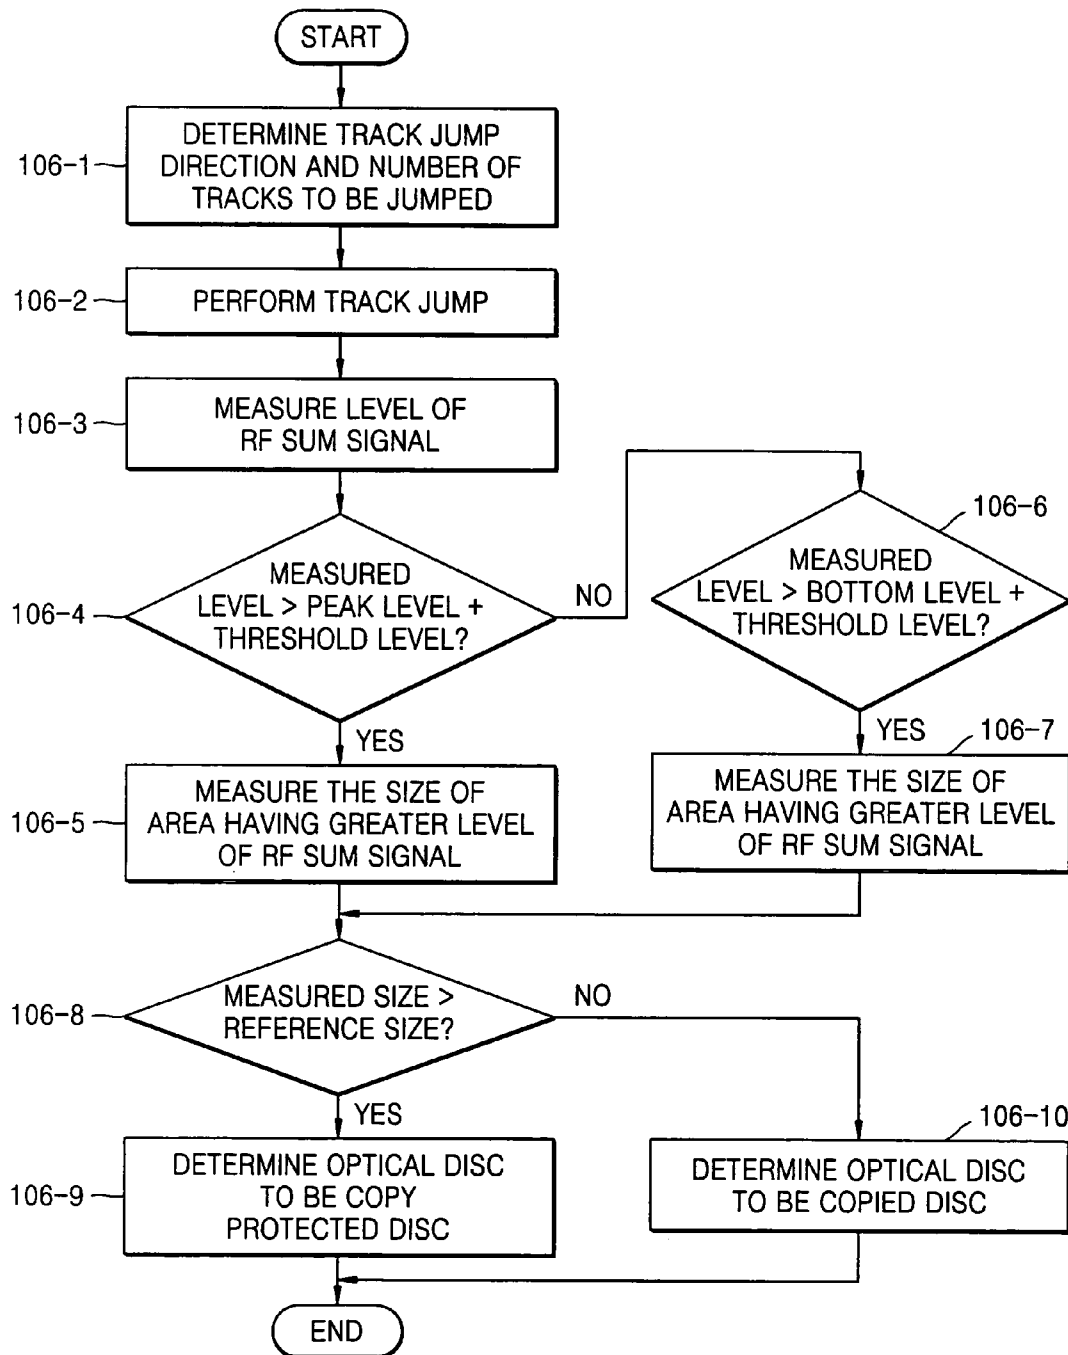 START
106-1
DETERMINE TRACK JUMP
DIRECTION AND NUMBER OF
TRACKS TO BE JUMPED
106-2
PERFORM TRACK JUMP
106-3
MEASURE LEVEL OF
RF SUM SIGNAL
106-4
MEASURED
LEVEL > PEAK LEVEL +
THRESHOLD LEVEL?
NO
106-6
MEASURED
LEVEL > BOTTOM LEVEL +
THRESHOLD LEVEL?
YES
YES
106-7
106-5
MEASURE THE SIZE OF
AREA HAVING GREATER LEVEL
OF RF SUM SIGNAL
MEASURE THE SIZE OF
AREA HAVING GREATER LEVEL
OF RF SUM SIGNAL
106-8
MEASURED SIZE >
REFERENCE SIZE?
NO
YES
106-10
106-9
DETERMINE OPTICAL DISC
TO BE COPY
PROTECTED DISC
DETERMINE OPTICAL DISC
TO BE COPIED DISC
END